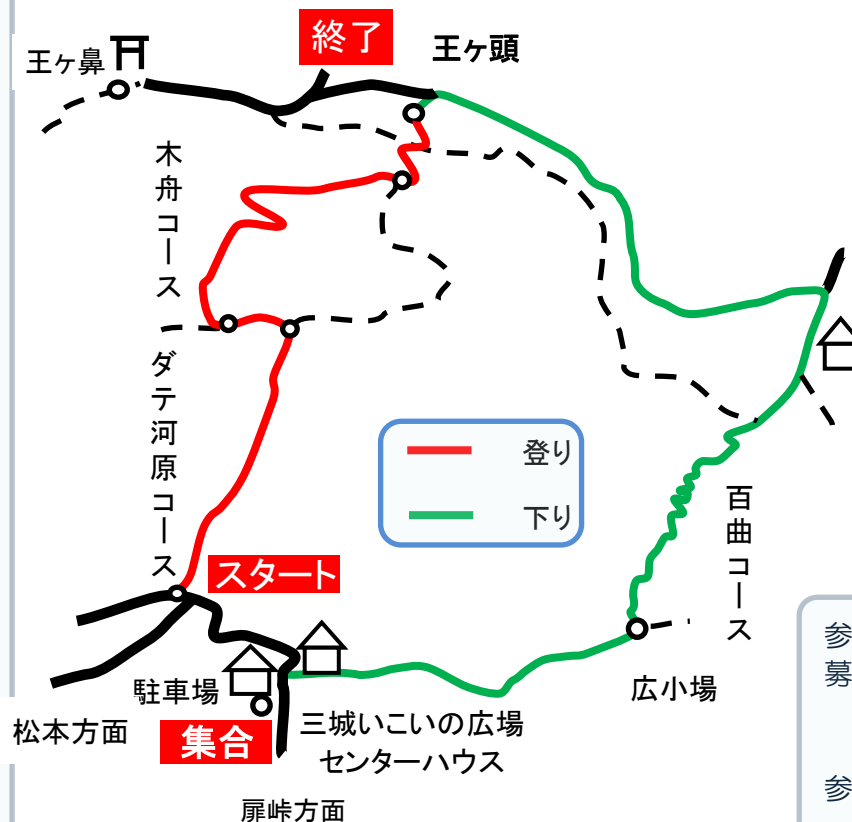 終了
王ヶ頭
王ヶ鼻
木舟コース
ダテ河原コース
登り
下り
百曲コース
スタート
広小場
駐車場
集合
三城いこいの広場
センターハウス
松本方面
扉峠方面
参
募
参